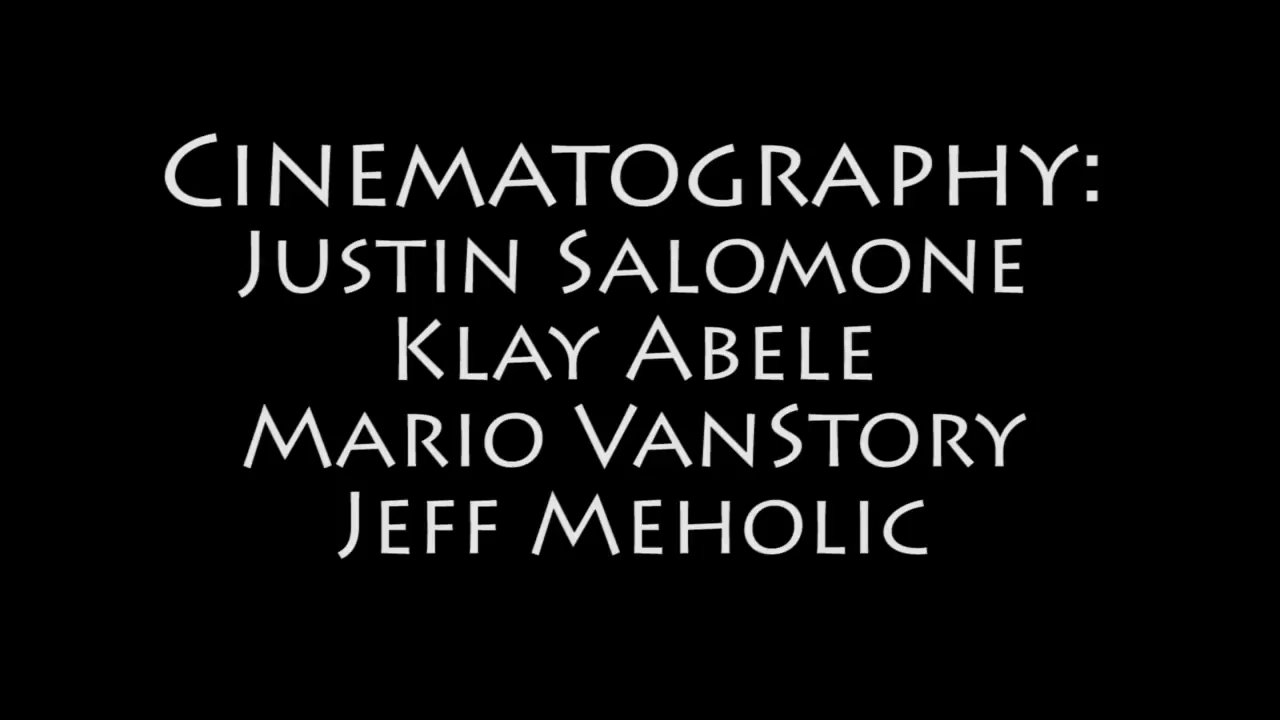 Cinematography:
Justin Salomone
Klay Abele
Mario VanStory
Jeff Meholic